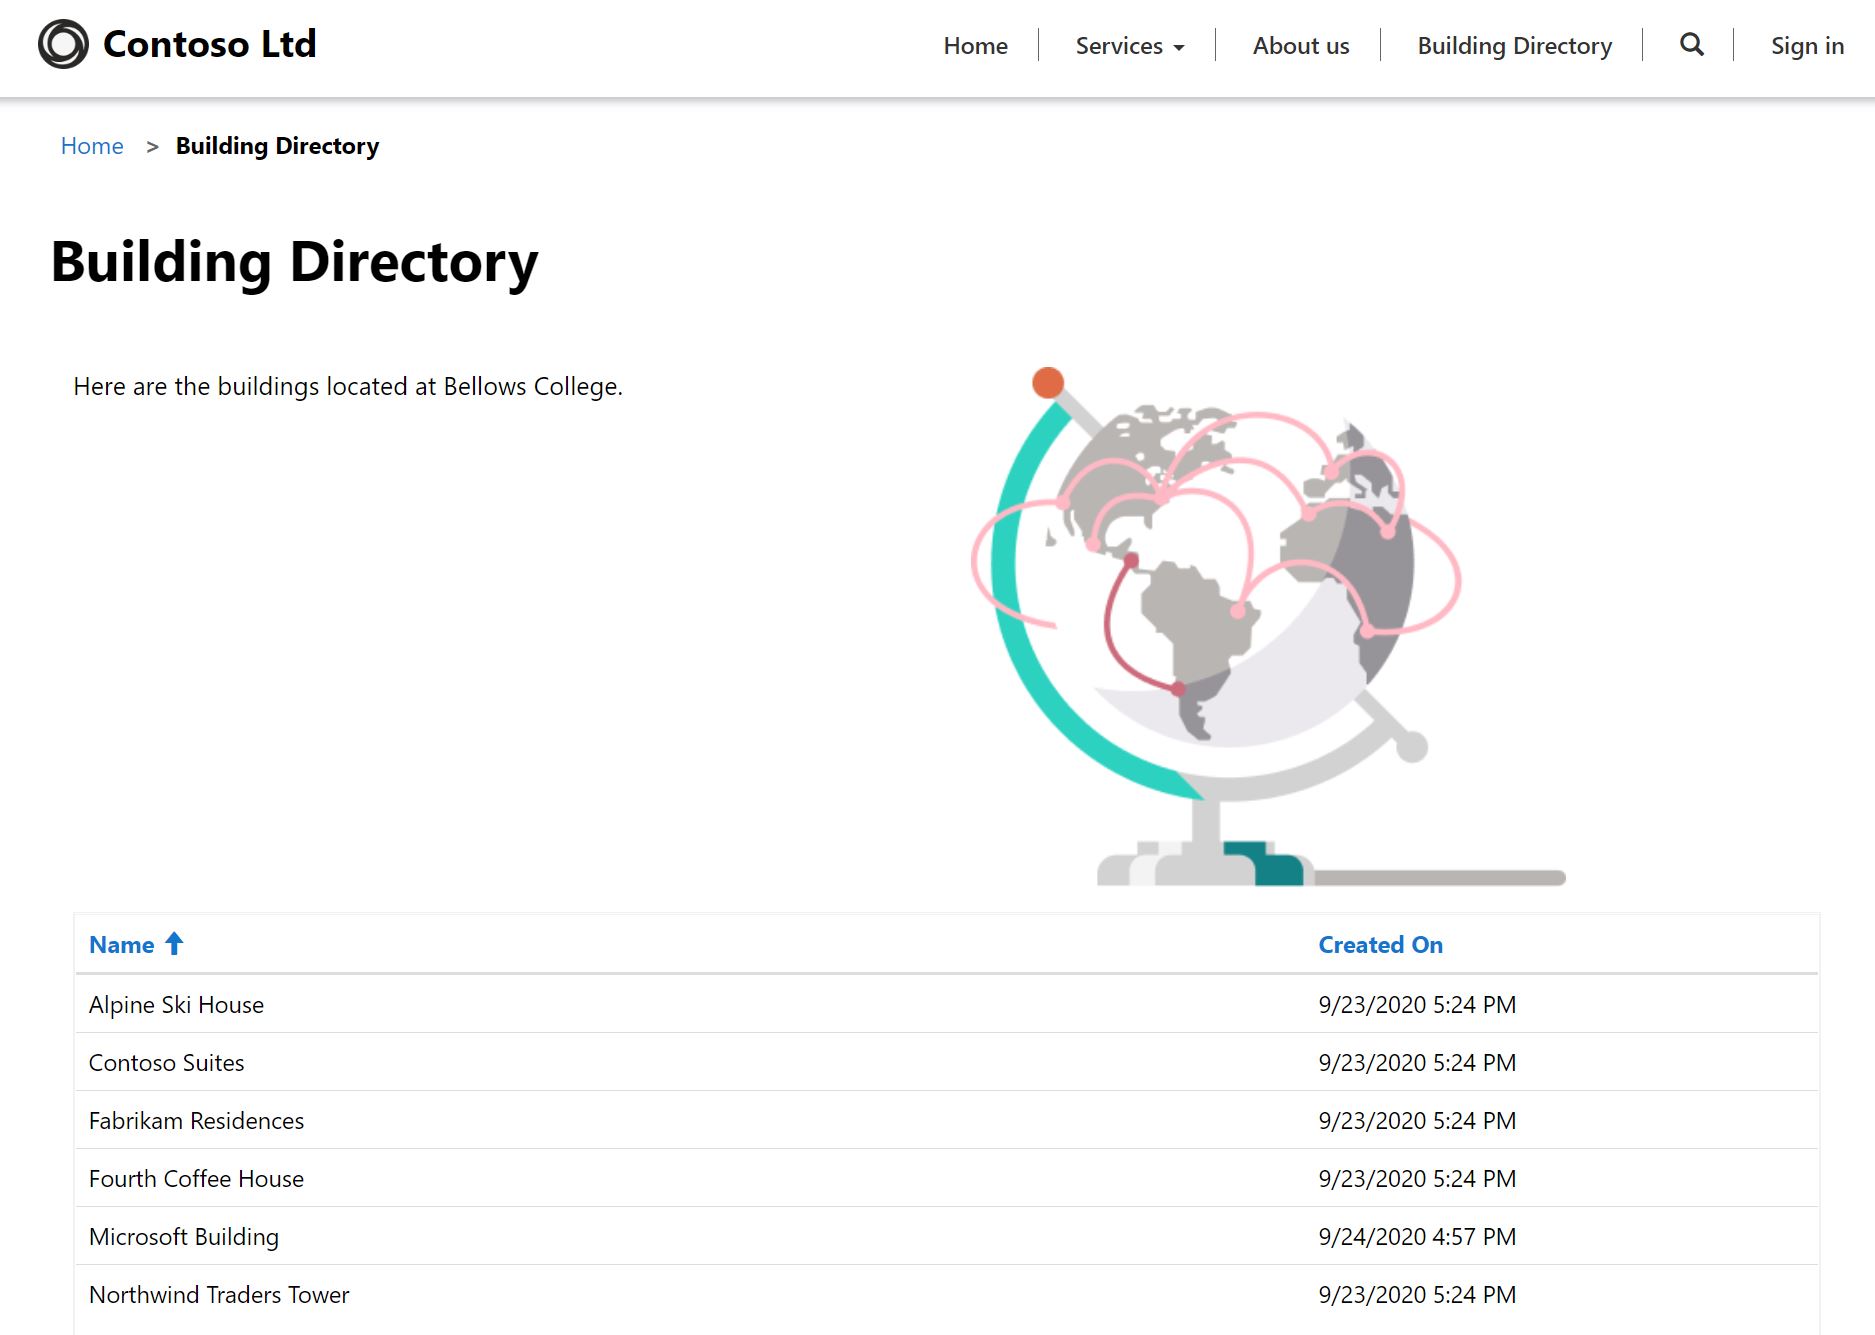 Contoso Ltd
Home Services About us Building Directory Sign in
Home > Building Directory
Building Directory
Here are the buildings located at Bellows College.
Name Created On
Alpine Ski House 9/23/2020 5:24 PM
Contoso Suites 9/23/2020 5:24 PM
Fabrikam Residences 9/23/2020 5:24 PM
Fourth Coffee House 9/23/2020 5:24 PM
Microsoft Building 9/24/2020 4:57 PM
Northwind Traders Tower 9/23/2020 5:24 PM